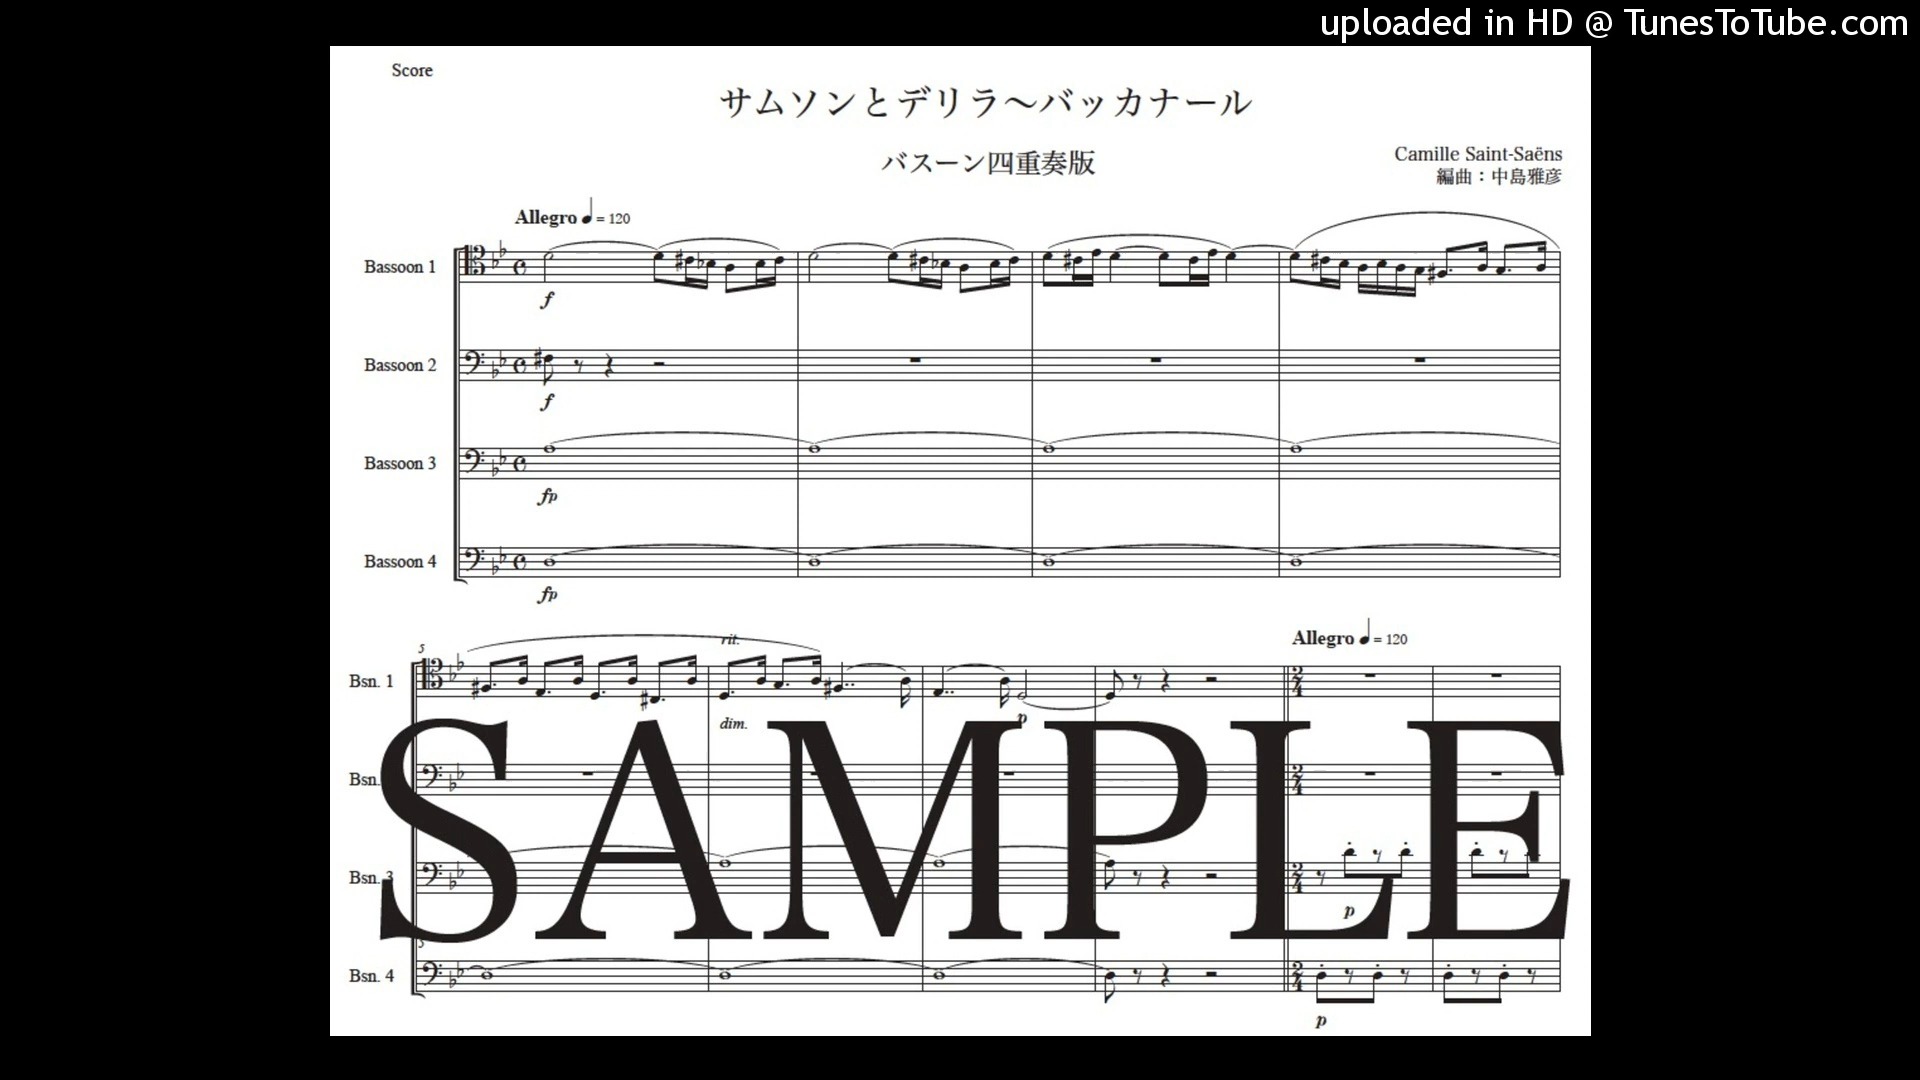 uploaded in HD @ TunesToTube.com
Score
サムソンとデリラ～バッカナール
バスーン四重奏版
Camille Saint-Saëns
編曲：中島雅彦
Allegro ♩ = 120
Bassoon 1
f
Bassoon 2
f
Bassoon 3
fp
Bassoon 4
fp
5
rit.
Allegro ♩ = 120
Bsn. 1
dim.
p
SAMPLE
Bsn.
Bsn. 3
p
Bsn. 4
p